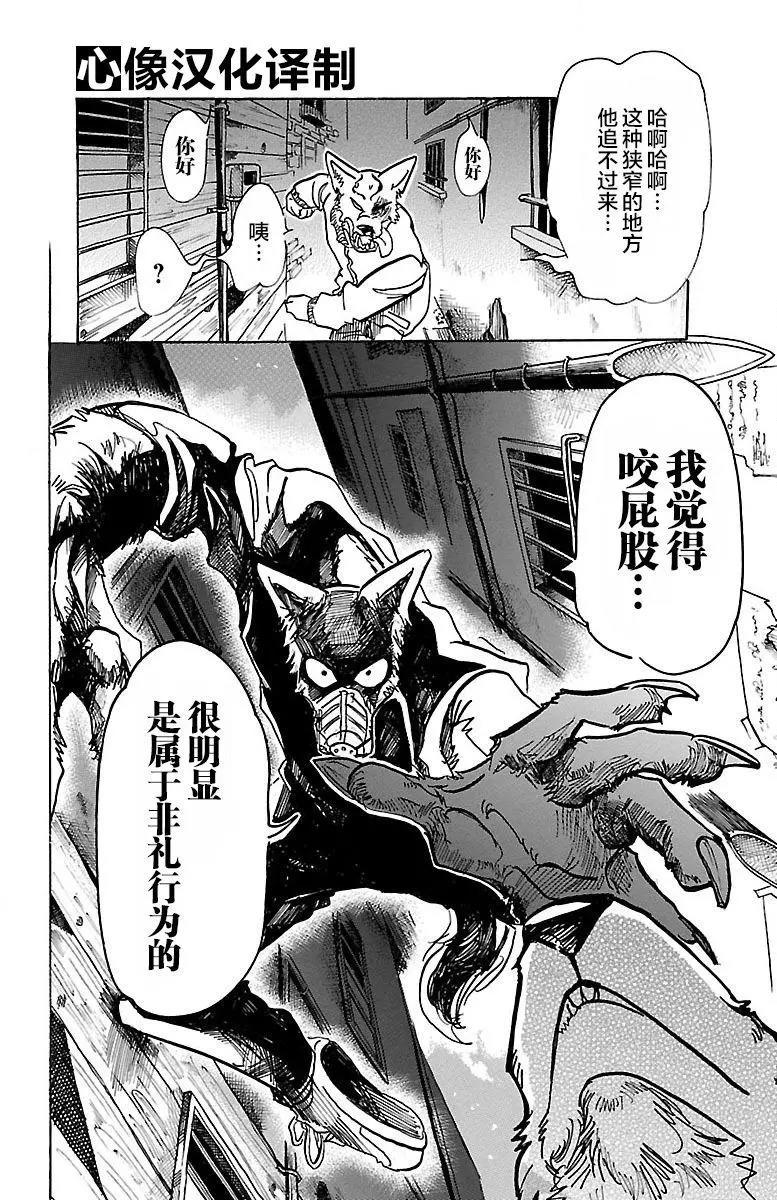 心像汉化译制
哈啊哈啊…
这种狭窄的地方
他追不过来…
你好
你好
咦…
?
我觉得
咬屁股…
很明显
是属于非礼行为的